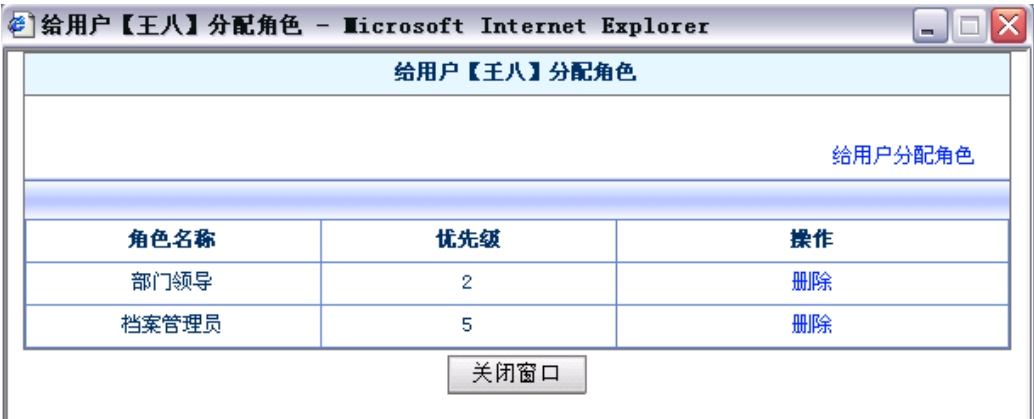 给用户【王八】分配角色 - Microsoft Internet Explorer
给用户【王八】分配角色
给用户分配角色
角色名称 优先级 操作
部门领导 2 删除
档案管理员 5 删除
关闭窗口